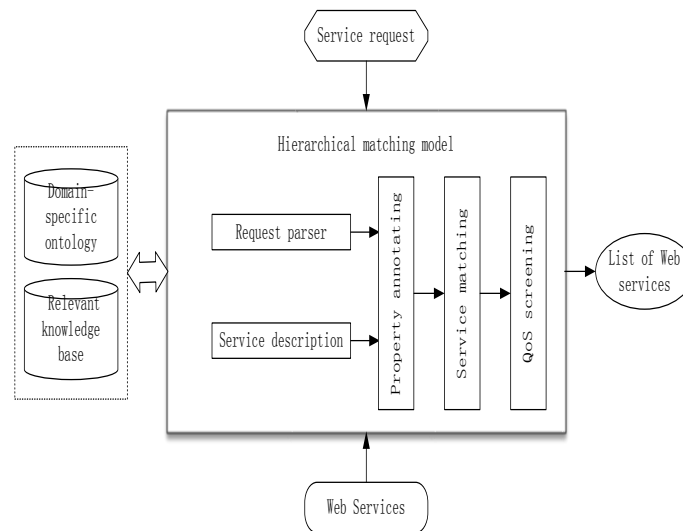 Service request
Hierarchical matching model
Domain-
specific
ontology
Relevant
knowledge
base
Request parser
Service description
Property annotating
Service matching
QoS screening
List of Web
services
Web Services